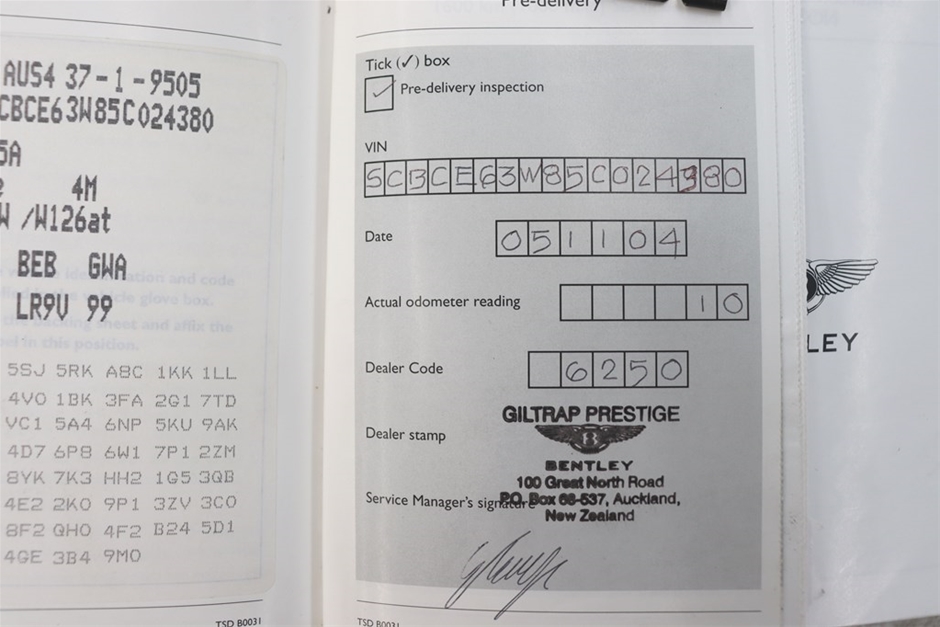 AUS4 37-1-9505
CBCE63W85C024380
5A
4M
W /W126at
BEB GWA
LR9U 99
5SJ 5RK A8C 1KK 1LL
4V0 1BK 3FA 2G1 7TD
VC1 5A4 6NP 5KU 9AK
4D7 6P8 6W1 7P1 2ZM
8YK 7K3 HH2 1G5 3QB
4E2 2K0 9P1 3ZV 3C0
8F2 QH0 4F2 B24 5D1
4GE 3B4 9M0
TSD B0031
Pre-delivery
Tick (✓) box
Pre-delivery inspection
VIN
SCBCE63W85C024380
Date
051104
Actual odometer reading
10
Dealer Code
6250
Dealer stamp
GILTRAP PRESTIGE
B
BENTLEY
100 Great North Road
P.O. Box 68-537, Auckland,
New Zealand
Service Manager's signature
TSD B0031
LEY